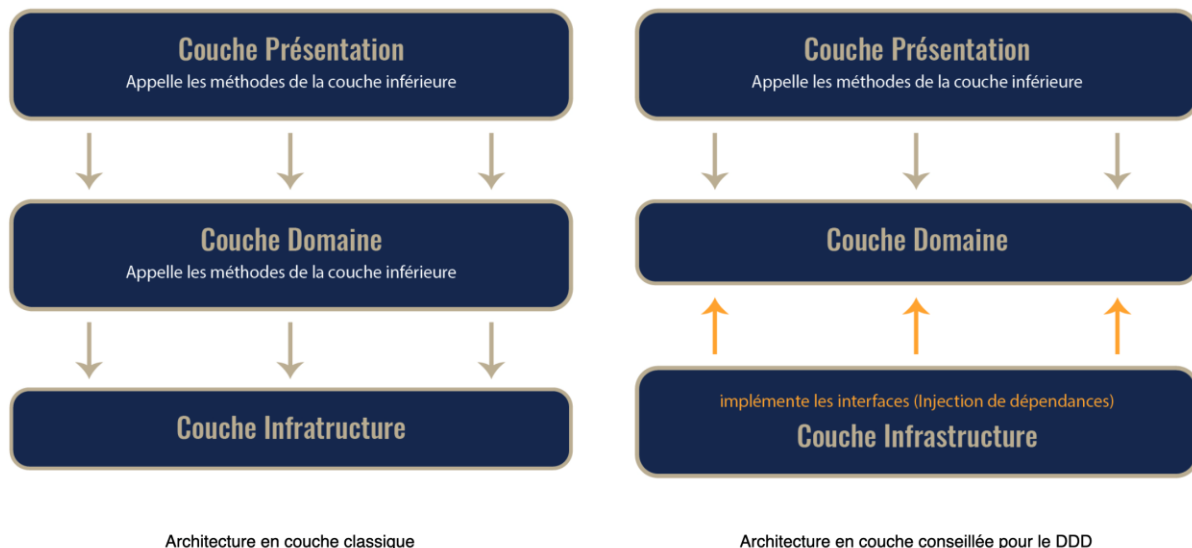 Couche Présentation
Appelle les méthodes de la couche inférieure
Couche Domaine
Appelle les méthodes de la couche inférieure
Couche Infratructure
Architecture en couche classique
Couche Présentation
Appelle les méthodes de la couche inférieure
Couche Domaine
implémente les interfaces (Injection de dépendances)
Couche Infrastructure
Architecture en couche conseillée pour le DDD